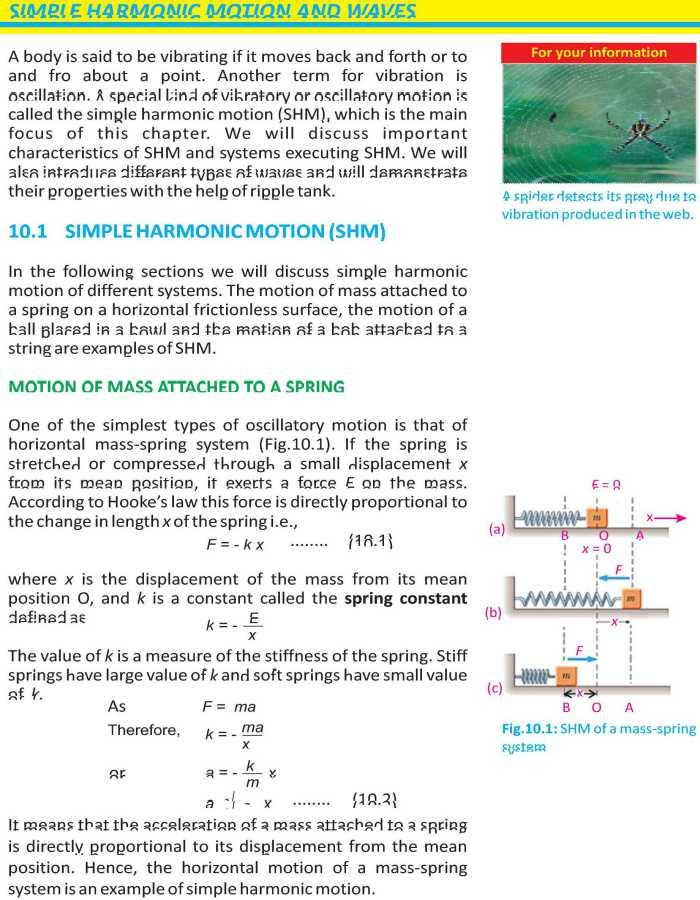 SIMPLE HARMONIC MOTION AND WAVES
A body is said to be vibrating if it moves back and forth or to
and fro about a point. Another term for vibration is
oscillation. A special kind of vibratory or oscillatory motion is
called the simple harmonic motion (SHM), which is the main
focus of this chapter. We will discuss important
characteristics of SHM and systems executing SHM. We will
also introduce different types of waves and will demonstrate
their properties with the help of ripple tank.
10.1 SIMPLE HARMONIC MOTION (SHM)
In the following sections we will discuss simple harmonic
motion of different systems. The motion of mass attached to
a spring on a horizontal frictionless surface, the motion of a
ball placed in a bowl and the motion of a bob attached to a
string are examples of SHM.
MOTION OF MASS ATTACHED TO A SPRING
One of the simplest types of oscillatory motion is that of
horizontal mass-spring system (Fig.10.1). If the spring is
stretched or compressed through a small displacement x
from its mean position, it exerts a force F on the mass.
According to Hooke's law this force is directly proportional to
the change in length x of the spring i.e.,
F = - k x ........ (10.1)
where x is the displacement of the mass from its mean
position O, and k is a constant called the spring constant
defined as
k = - F
x
The value of k is a measure of the stiffness of the spring. Stiff
springs have large value of k and soft springs have small value
of k.
As F = ma
Therefore, k = - ma
x
or a = - k x
m
a - x ........ (10.2)
It means that the acceleration of a mass attached to a spring
is directly proportional to its displacement from the mean
position. Hence, the horizontal motion of a mass-spring
system is an example of simple harmonic motion.
For your information
A spider detects its prey due to
vibration produced in the web.
F = 0
m x
(a) B O A
x = 0
F
m
(b) x
F
m
(c) x
B O A
Fig.10.1: SHM of a mass-spring
system